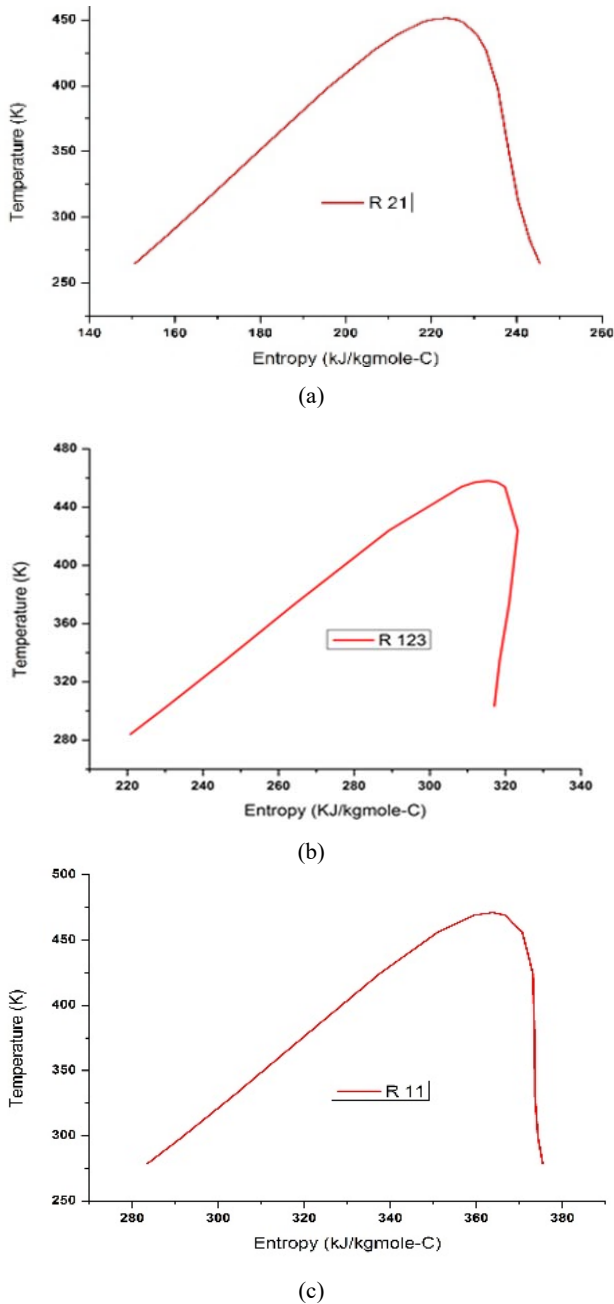 450
400
350
300
250
Temperature (K)
R 21
140 160 180 200 220 240 260
Entropy (kJ/kgmole-C)
(a)
480
440
400
360
320
280
Temperature (K)
R 123
220 240 260 280 300 320 340
Entropy (KJ/kgmole-C)
(b)
500
450
400
350
300
250
Temperature (K)
R 11
280 300 320 340 360 380
Entropy (kJ/kgmole-C)
(c)